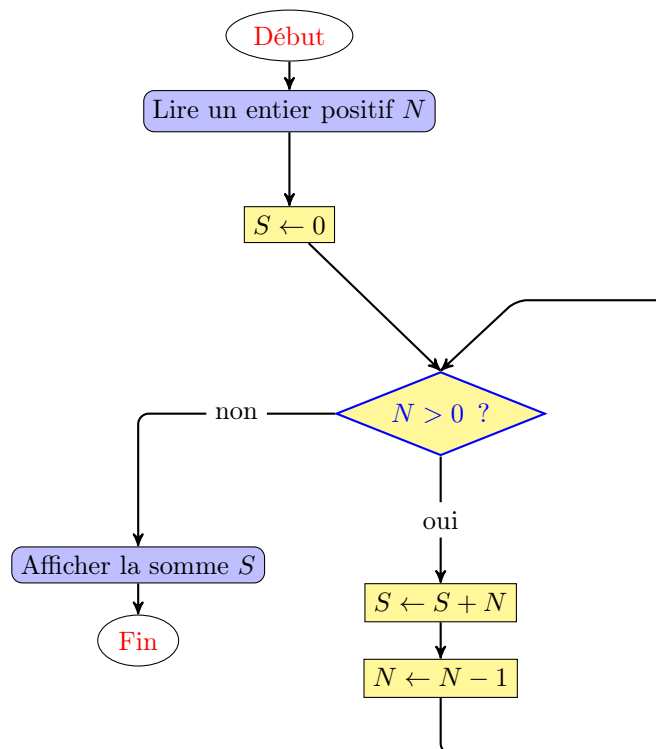 Début
Lire un entier positif N
S ← 0
N > 0 ?
non
oui
Afficher la somme S
S ← S + N
Fin
N ← N − 1